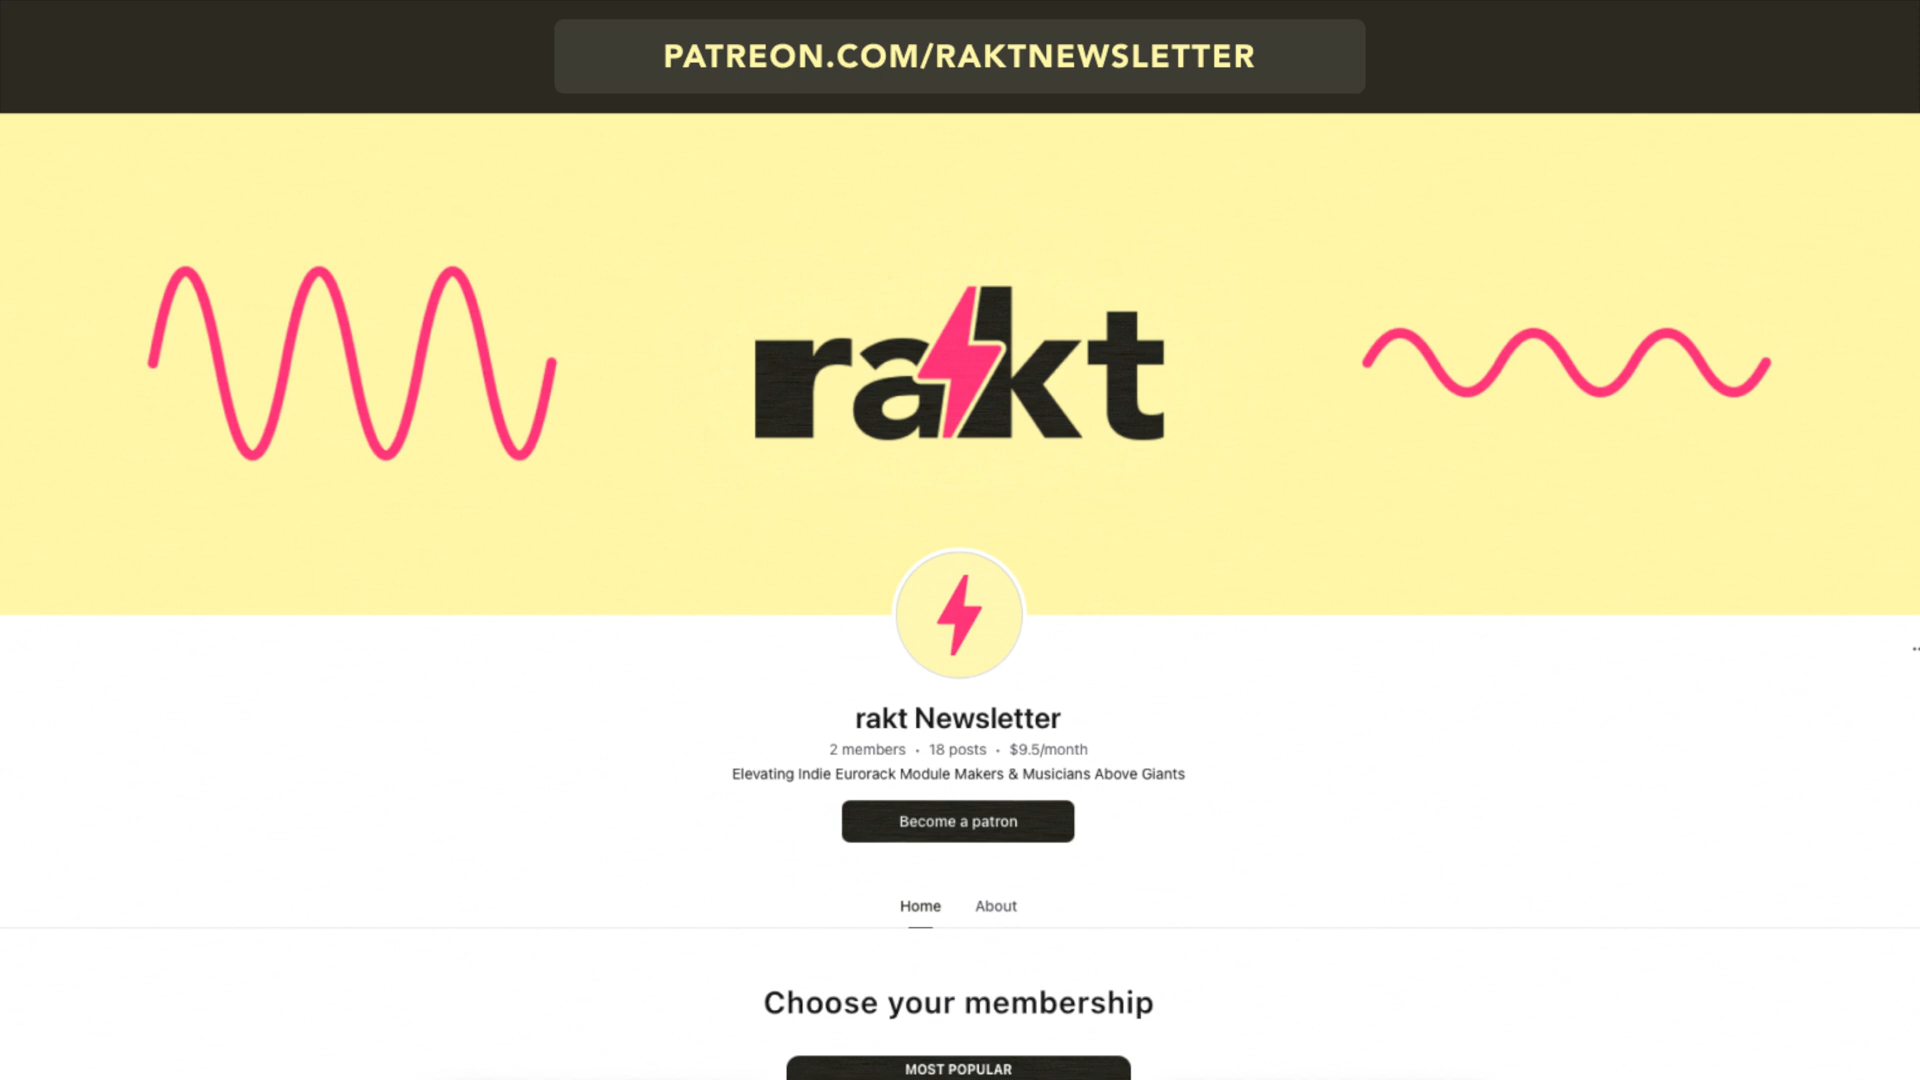 PATREON.COM/RAKTNEWSLETTER
rakt
rakt Newsletter
2 members · 18 posts · $9.5/month
Elevating Indie Eurorack Module Makers & Musicians Above Giants
Become a patron
Home About
Choose your membership
MOST POPULAR